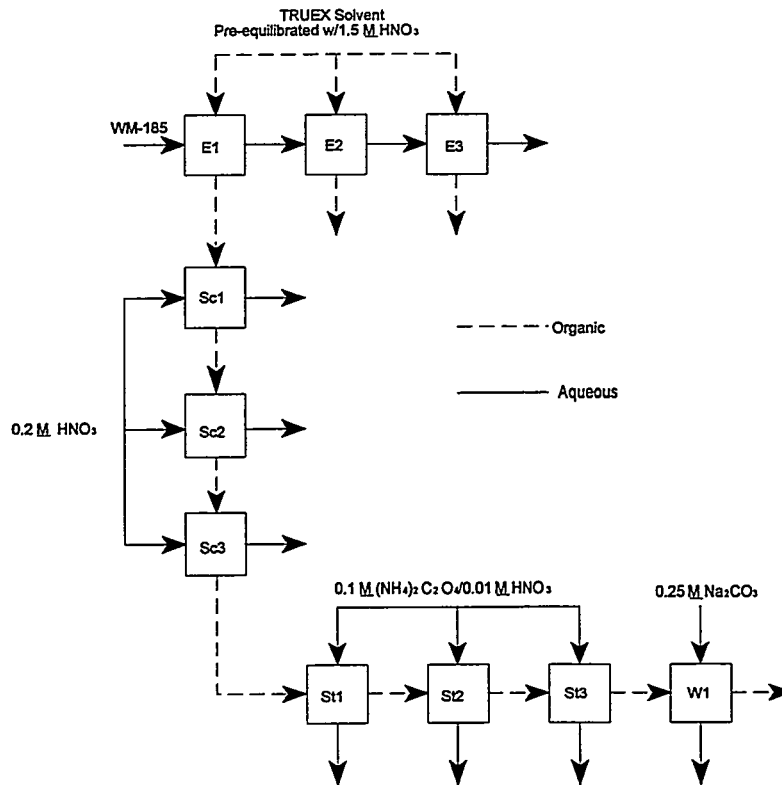 TRUEX Solvent
Pre-equilibrated w/1.5 M HNO₃
WM-185
E1
E2
E3
Sc1
Organic
Aqueous
0.2 M HNO₃
Sc2
Sc3
0.1 M (NH₄)₂ C₂ O₄/0.01 M HNO₃
0.25 M Na₂CO₃
St1
St2
St3
W1